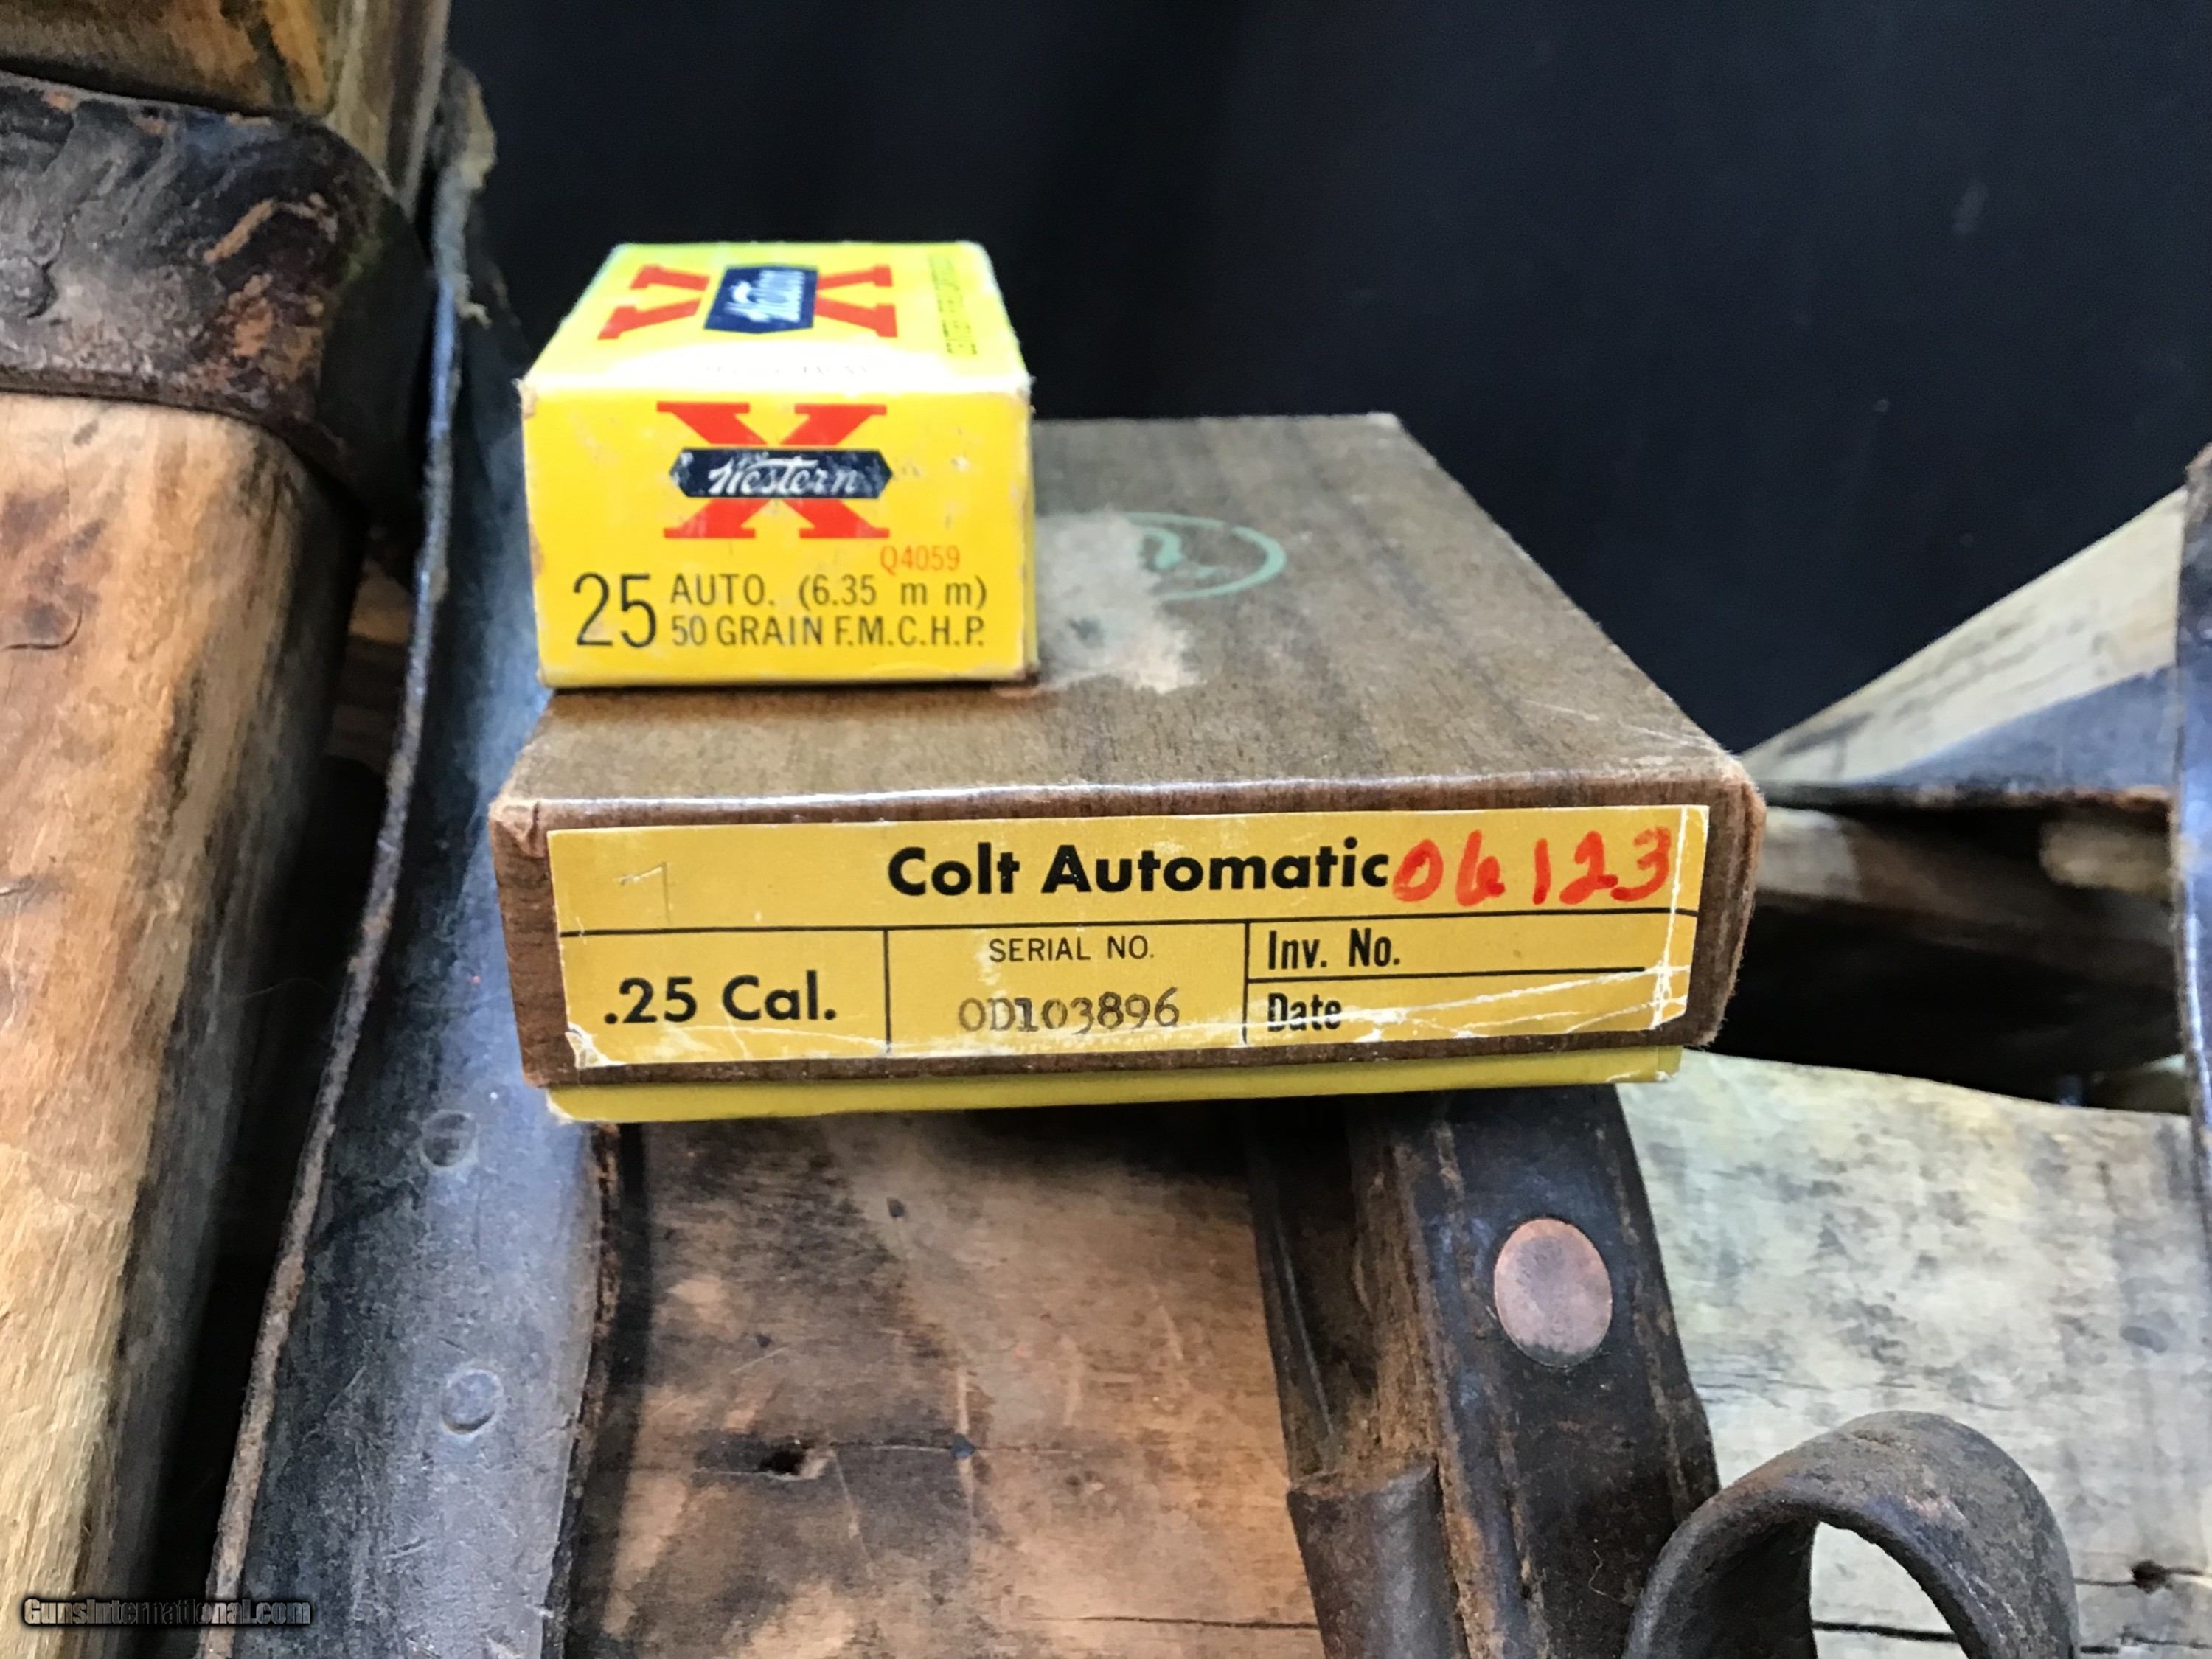 Western
X
Western
Q4059
25 AUTO. (6.35 m m)
50 GRAIN F.M.C.H.P.
Colt Automatic 06123
.25 Cal.
SERIAL NO.
OD103896
Inv. No.
Date
GunsInternational.com